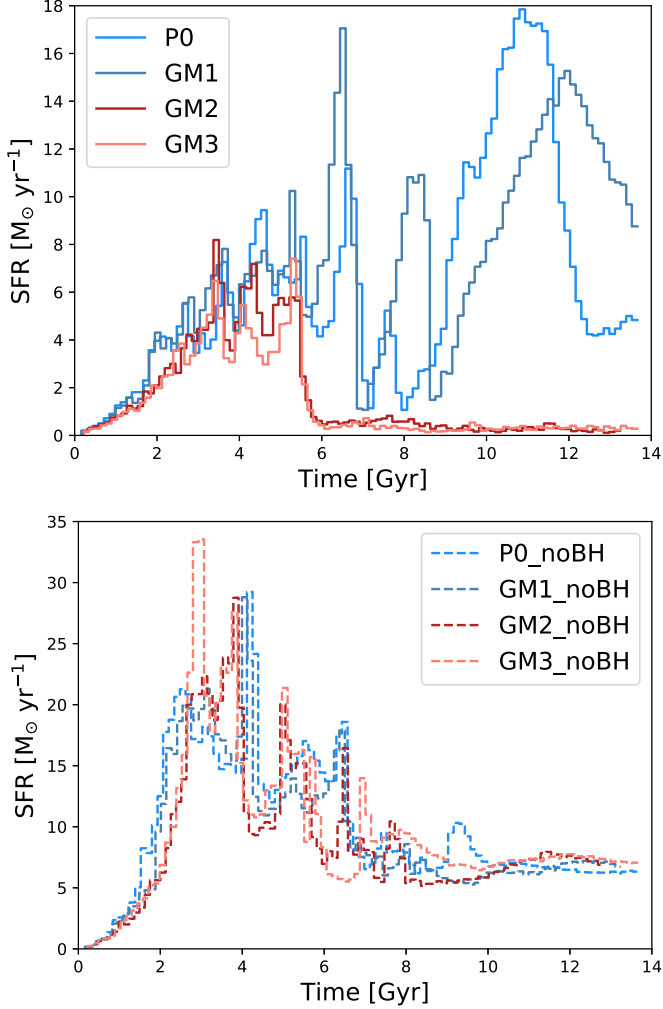 18
16
14
12
10
8
6
4
2
0
SFR [M⊙ yr⁻¹]
P0
GM1
GM2
GM3
0 2 4 6 8 10 12 14
Time [Gyr]
35
30
25
20
15
10
5
0
SFR [M⊙ yr⁻¹]
P0_noBH
GM1_noBH
GM2_noBH
GM3_noBH
0 2 4 6 8 10 12 14
Time [Gyr]